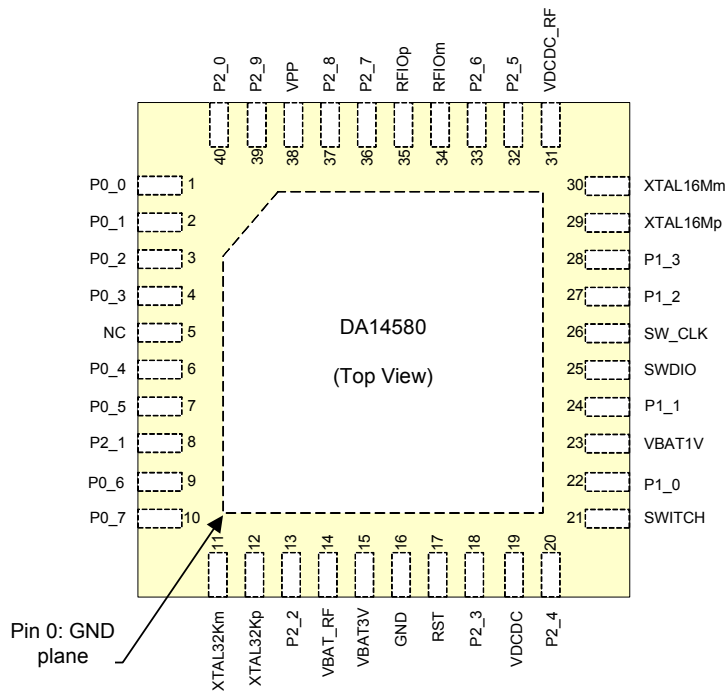 P2_0
P2_9
VPP
P2_8
P2_7
RFIOp
RFIOm
P2_6
P2_5
VDCDC_RF
40
39
38
37
36
35
34
33
32
31
P0_0 1
P0_1 2
P0_2 3
P0_3 4
NC 5
P0_4 6
P0_5 7
P2_1 8
P0_6 9
P0_7 10
DA14580
(Top View)
30 XTAL16Mm
29 XTAL16Mp
28 P1_3
27 P1_2
26 SW_CLK
25 SWDIO
24 P1_1
23 VBAT1V
22 P1_0
21 SWITCH
11
12
13
14
15
16
17
18
19
20
XTAL32Km
XTAL32Kp
P2_2
VBAT_RF
VBAT3V
GND
RST
P2_3
VDCDC
P2_4
Pin 0: GND
plane